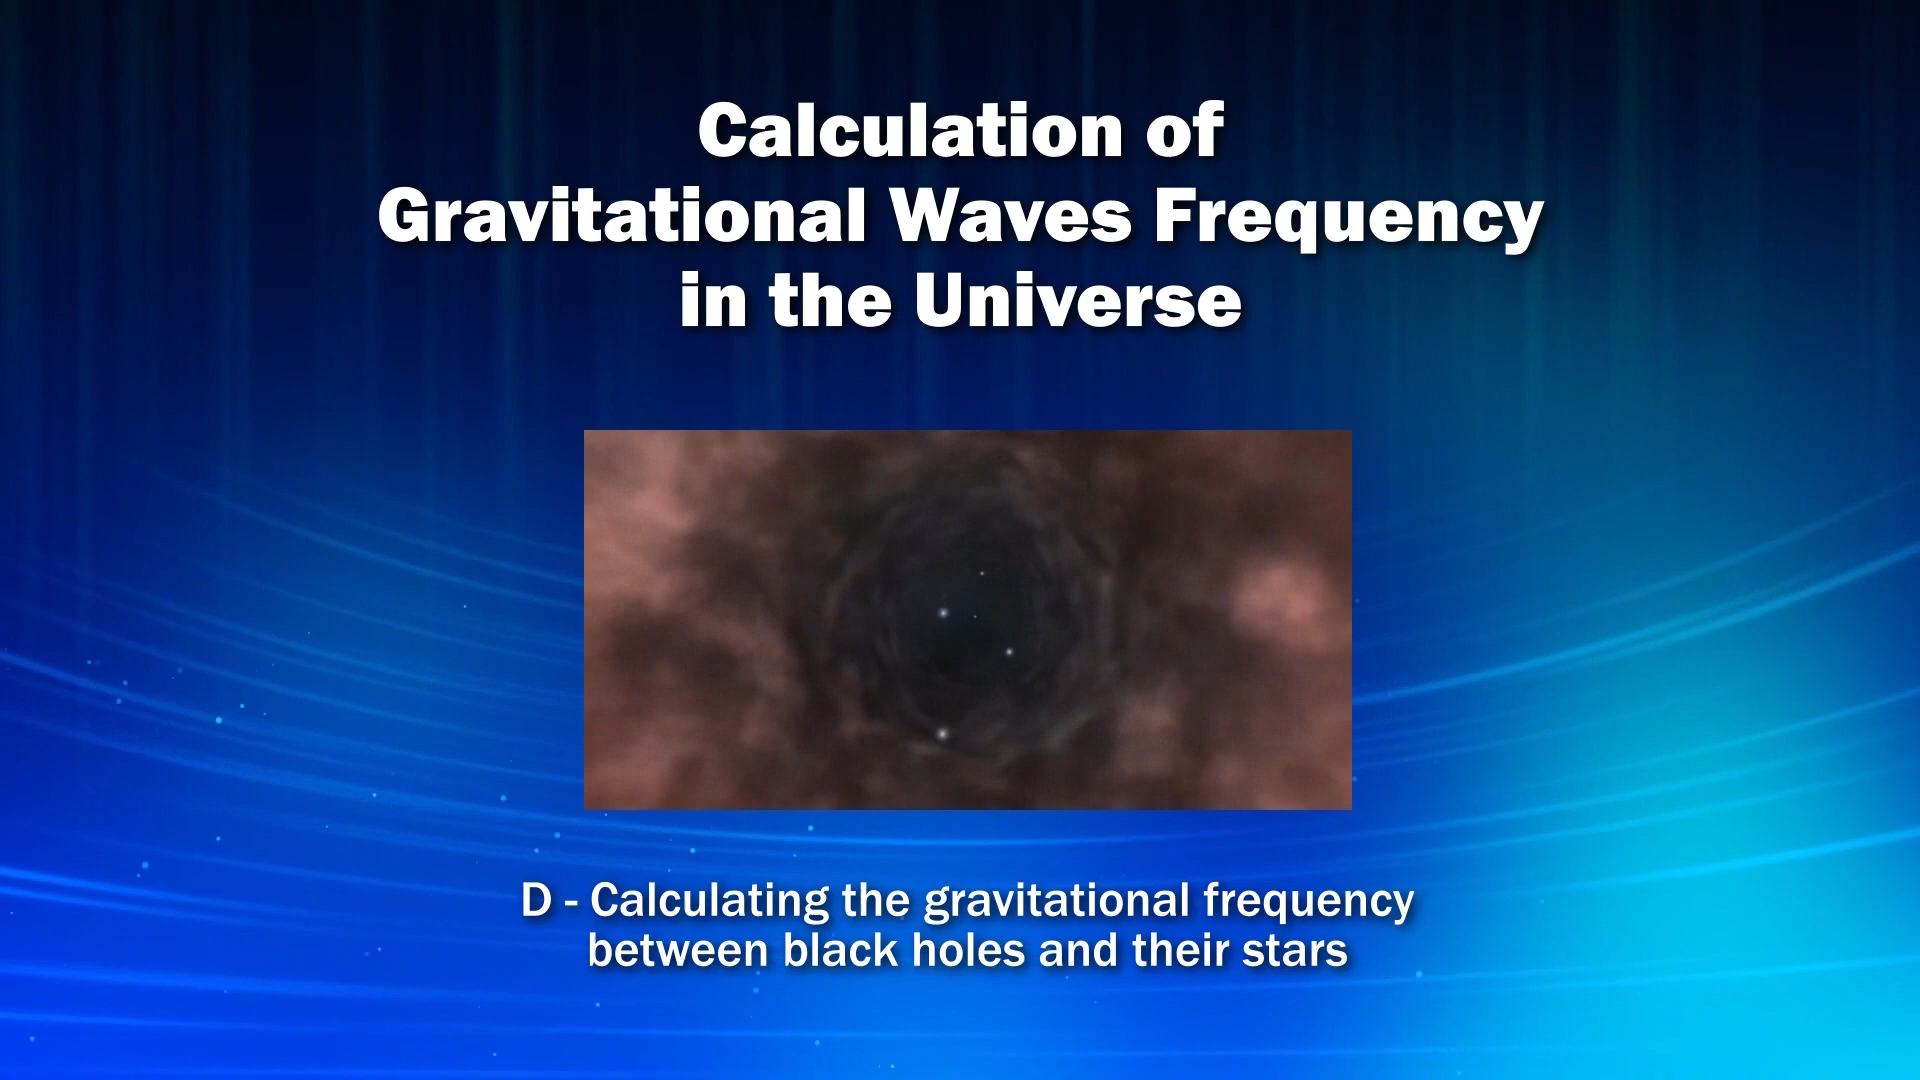 Calculation of
Gravitational Waves Frequency
in the Universe
D - Calculating the gravitational frequency
between black holes and their stars